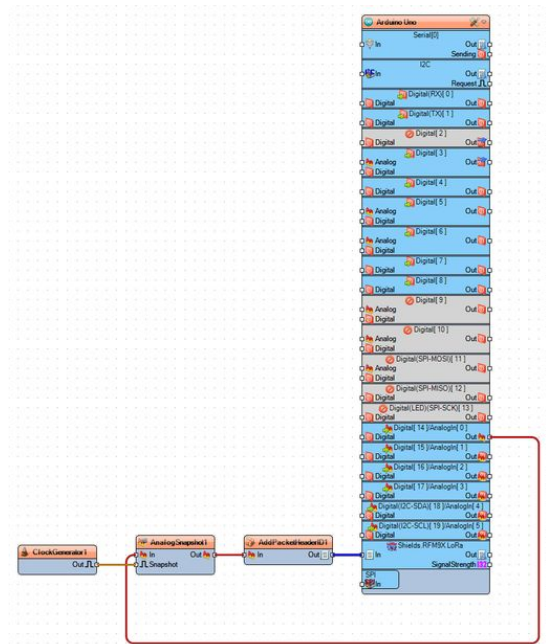 Arduino Uno
Serial[0]
In Out
Sending
I2C
In Out
Request
Digital(RX)[ 0 ]
Digital Out
Digital(TX)[ 1 ]
Digital Out
Digital[ 2 ]
Digital Out
Digital[ 3 ]
Analog Out
Digital
Digital[ 4 ]
Digital Out
Digital[ 5 ]
Analog Out
Digital
Digital[ 6 ]
Analog Out
Digital
Digital[ 7 ]
Digital Out
Digital[ 8 ]
Digital Out
Digital[ 9 ]
Analog Out
Digital
Digital[ 10 ]
Analog Out
Digital
Digital(SPI-MOSI)[ 11 ]
Analog Out
Digital
Digital(SPI-MISO)[ 12 ]
Digital Out
Digital(LED)(SPI-SCK)[ 13 ]
Digital Out
Digital[ 14 ]/AnalogIn[ 0 ]
Digital Out
Digital[ 15 ]/AnalogIn[ 1 ]
Digital Out
Digital[ 16 ]/AnalogIn[ 2 ]
Digital Out
Digital[ 17 ]/AnalogIn[ 3 ]
Digital Out
Digital(I2C-SDA)[ 18 ]/AnalogIn[ 4 ]
Digital Out
Digital(I2C-SCL)[ 19 ]/AnalogIn[ 5 ]
Digital Out
Shields.RFM9X LoRa
In Out
SignalStrength I32
SPI
In
ClockGenerator1
Out
AnalogSnapshot1
In Out
Snapshot
AddPacketHeaderID1
In Out